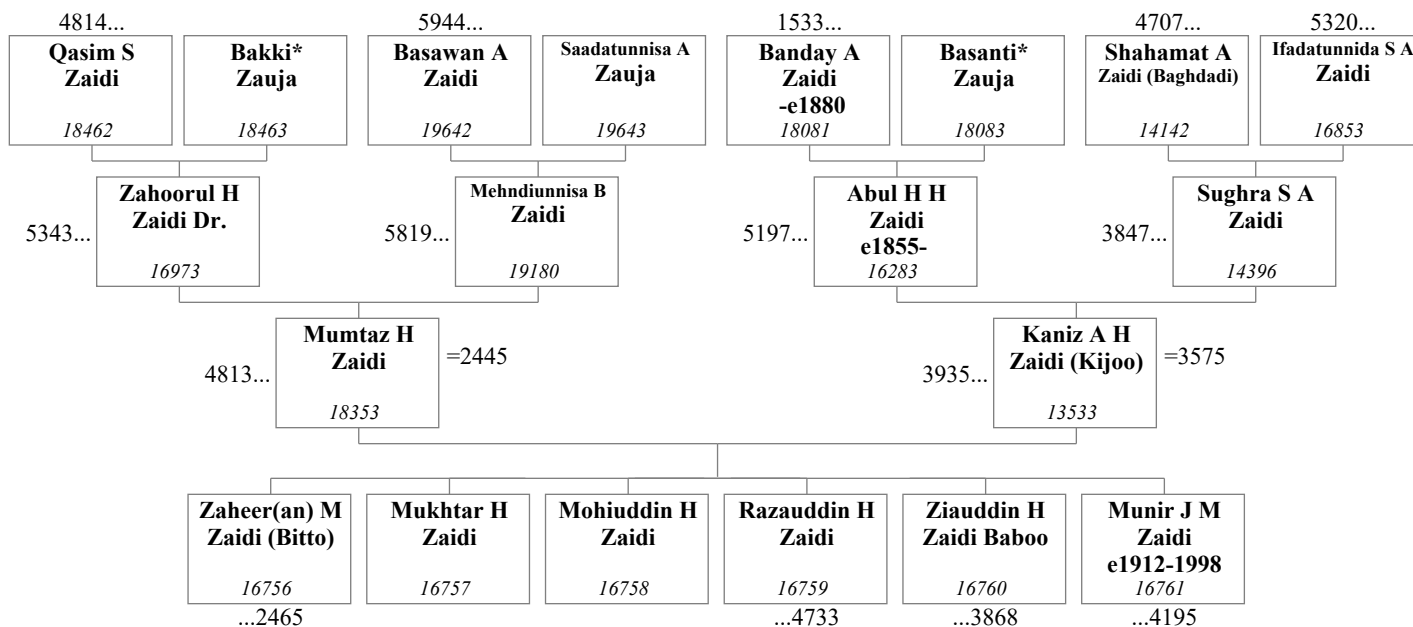 4814...
5944...
1533...
4707...
5320...
Qasim S
Zaidi
18462
Bakki*
Zauja
18463
Basawan A
Zaidi
19642
Saadatunnisa A
Zauja
19643
Banday A
Zaidi
-e1880
18081
Basanti*
Zauja
18083
Shahamat A
Zaidi (Baghdadi)
14142
Ifadatunnida S A
Zaidi
16853
5343...
Zahoorul H
Zaidi Dr.
16973
5819...
Mehndiunnisa B
Zaidi
19180
5197...
Abul H H
Zaidi
e1855-
16283
3847...
Sughra S A
Zaidi
14396
4813...
Mumtaz H
Zaidi
18353
=2445
3935...
Kaniz A H
Zaidi (Kijoo)
13533
=3575
Zaheer(an) M
Zaidi (Bitto)
16756
...2465
Mukhtar H
Zaidi
16757
Mohiuddin H
Zaidi
16758
Razauddin H
Zaidi
16759
...4733
Ziauddin H
Zaidi Baboo
16760
...3868
Munir J M
Zaidi
e1912-1998
16761
...4195